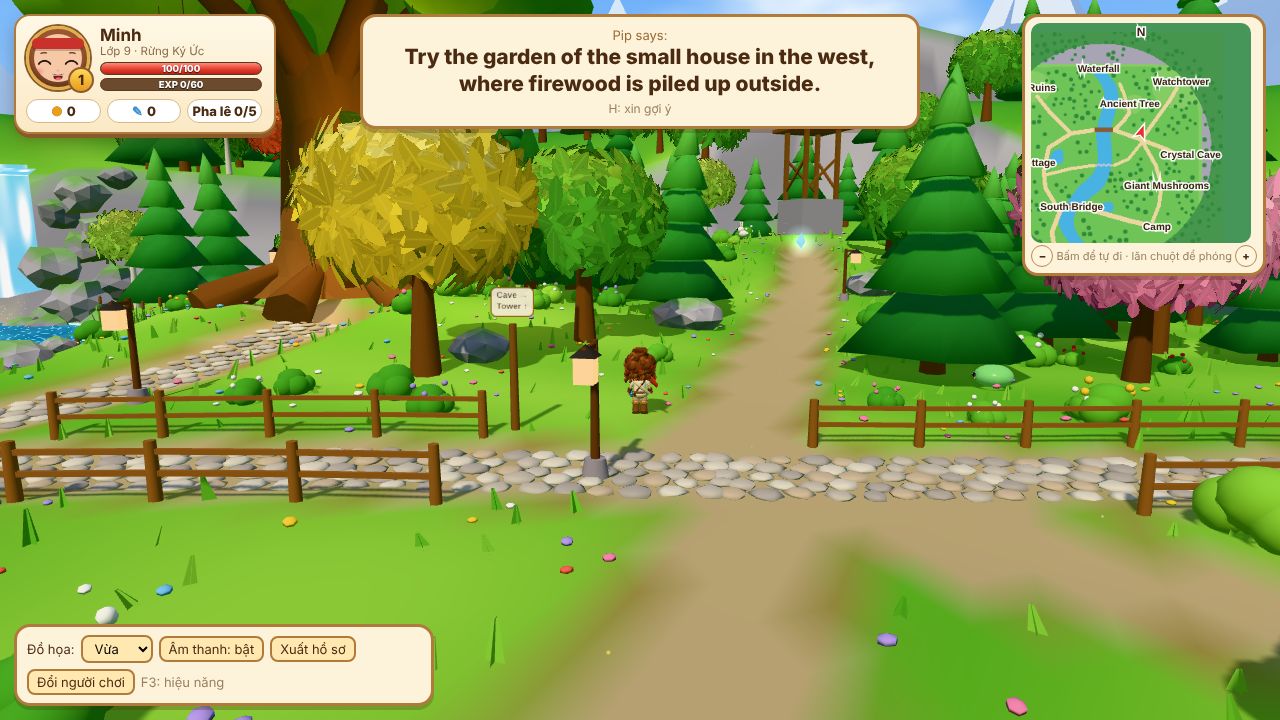 Minh
Lớp 9 · Rừng Ký Ức
100/100
EXP 0/60
1
0
0
Pha lê 0/5
Pip says:
Try the garden of the small house in the west,
where firewood is piled up outside.
H: xin gợi ý
N
Waterfall
Ruins
Watchtower
Ancient Tree
Crystal Cave
ttage
Giant Mushrooms
South Bridge
Camp
− Bấm để tự đi · lăn chuột để phóng +
Cave →
Tower ↑
Đồ họa: Vừa Âm thanh: bật Xuất hồ sơ
Đổi người chơi F3: hiệu năng